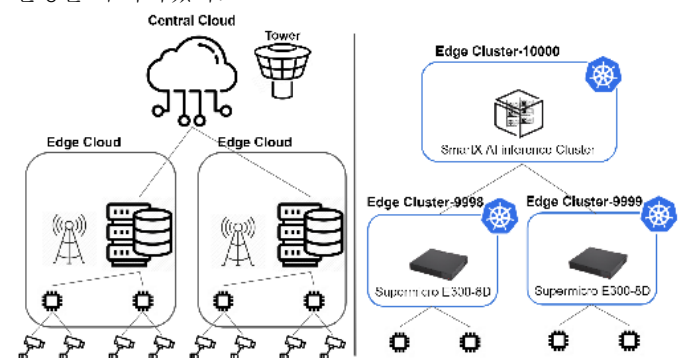 Central Cloud
Tower
Edge Cloud
Edge Cloud
Edge Cluster-10000
SmartX AI inference Cluster
Edge Cluster-9998
Edge Cluster-9999
Supermicro E300-8D
Supermicro E300-8D